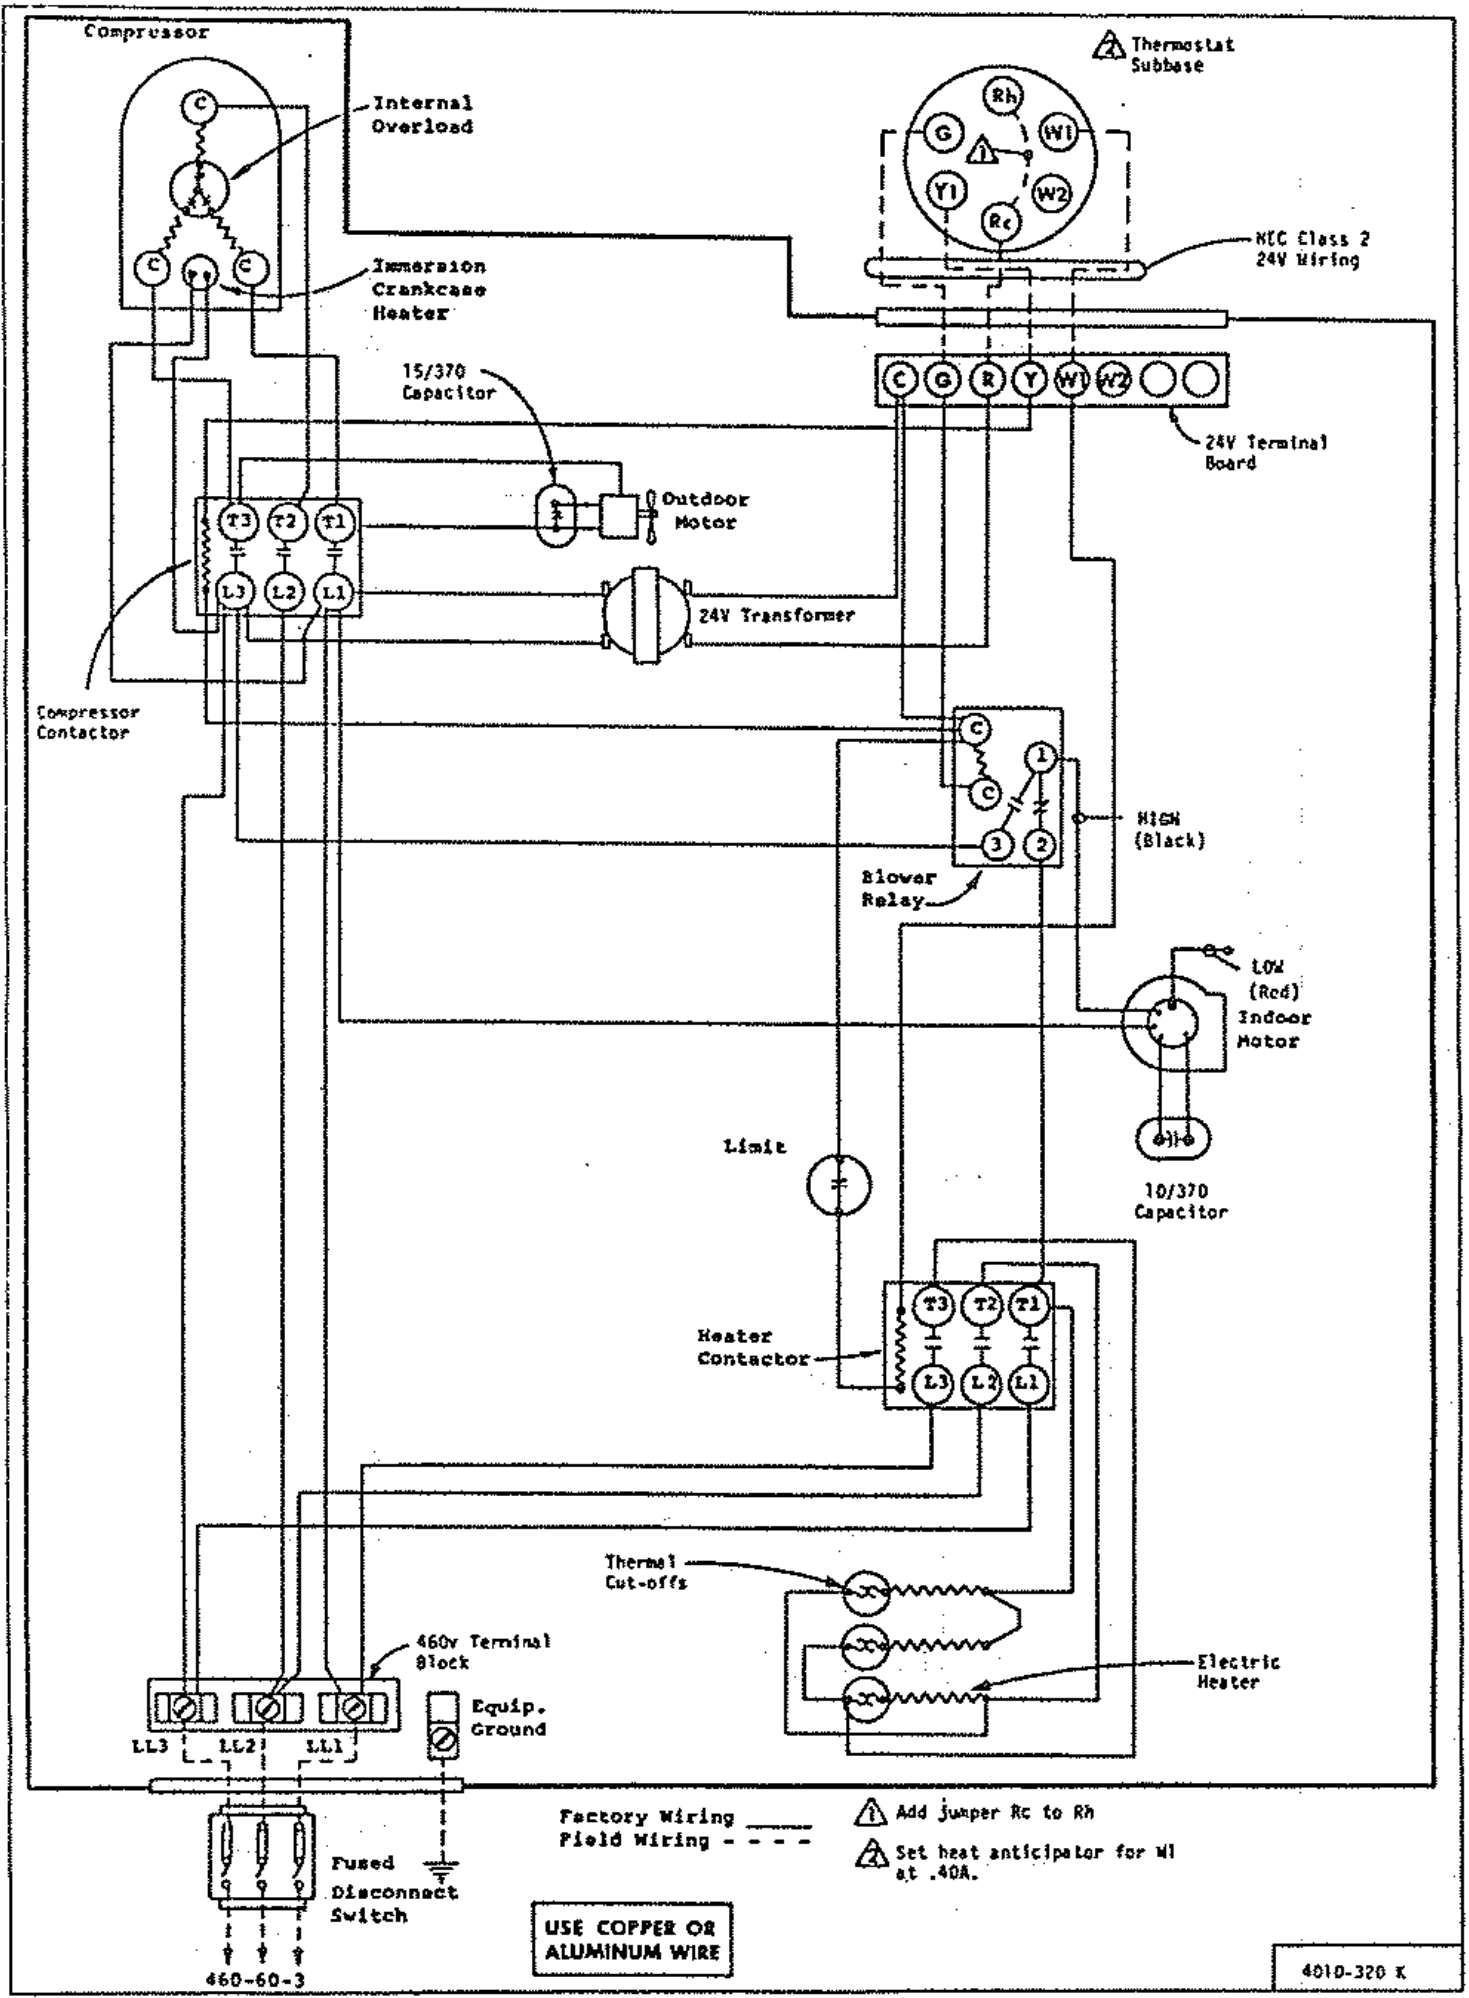 Compressor
2
Thermostat
Subbase
C
Internal
Overload
Rh
G
W1
1
Y1
W2
Rc
NEC Class 2
24V Wiring
C
C
Immersion
Crankcase
Heater
15/370
Capacitor
C
G
R
Y
W1
W2
24V Terminal
Board
Outdoor
Motor
T3
T2
T1
L3
L2
L1
24V Transformer
Compressor
Contactor
C
1
C
HIGH
(Black)
3
2
Blower
Relay
LOW
(Red)
Indoor
Motor
Limit
10/370
Capacitor
T3
T2
T1
Heater
Contactor
L3
L2
L1
Thermal
Cut-offs
460v Terminal
Block
Electric
Heater
Equip.
Ground
LL3
LL2
LL1
Factory Wiring
Field Wiring
1
Add jumper Rc to Rh
2
Set heat anticipator for W1
at .40A.
Fused
Disconnect
Switch
USE COPPER OR
ALUMINUM WIRE
460-60-3
4010-320 K